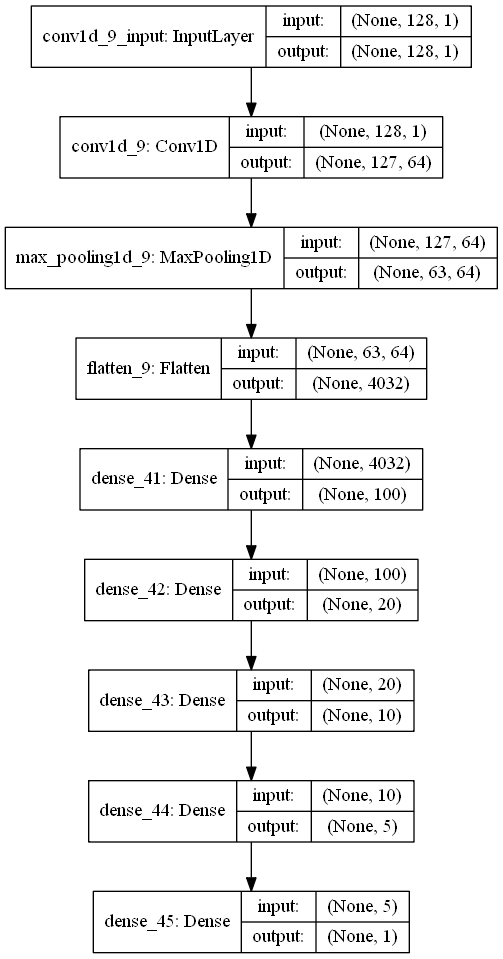 conv1d_9_input: InputLayer
input: (None, 128, 1)
output: (None, 128, 1)
conv1d_9: Conv1D
input: (None, 128, 1)
output: (None, 127, 64)
max_pooling1d_9: MaxPooling1D
input: (None, 127, 64)
output: (None, 63, 64)
flatten_9: Flatten
input: (None, 63, 64)
output: (None, 4032)
dense_41: Dense
input: (None, 4032)
output: (None, 100)
dense_42: Dense
input: (None, 100)
output: (None, 20)
dense_43: Dense
input: (None, 20)
output: (None, 10)
dense_44: Dense
input: (None, 10)
output: (None, 5)
dense_45: Dense
input: (None, 5)
output: (None, 1)